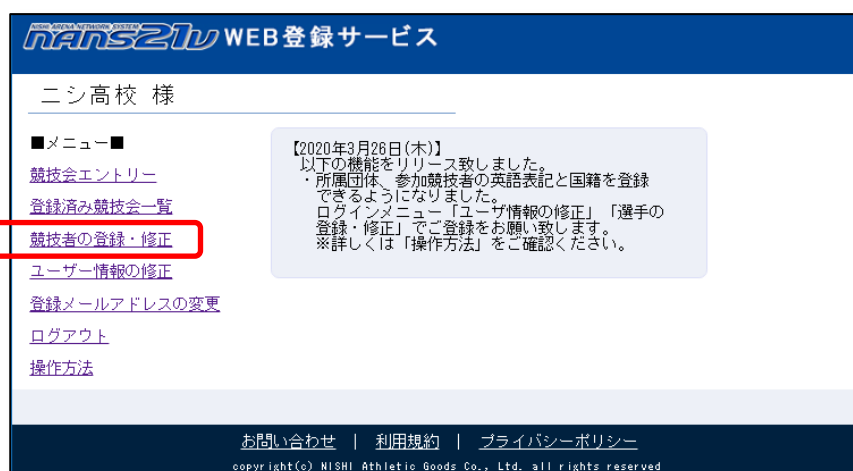 NISHI ARENA NETWORK SYSTEM
nans21v WEB登録サービス
ニシ高校 様
■メニュー■
競技会エントリー
登録済み競技会一覧
競技者の登録・修正
ユーザー情報の修正
登録メールアドレスの変更
ログアウト
操作方法
【2020年3月26日(木)】
以下の機能をリリース致しました。
・所属団体、参加競技者の英語表記と国籍を登録
できるようになりました。
ログインメニュー「ユーザ情報の修正」「選手の
登録・修正」でご登録をお願い致します。
※詳しくは「操作方法」をご確認ください。
お問い合わせ | 利用規約 | プライバシーポリシー
copyright(c) NISHI Athletic Goods Co., Ltd. all rights reserved